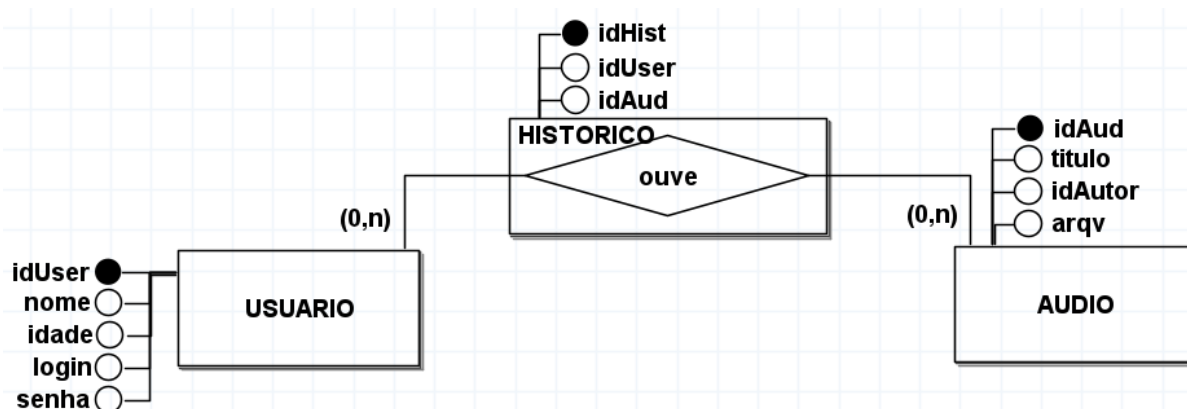 idHist
idUser
idAud
HISTORICO
ouve
(0,n)
(0,n)
idAud
titulo
idAutor
arqv
idUser
nome
idade
login
senha
USUARIO
AUDIO